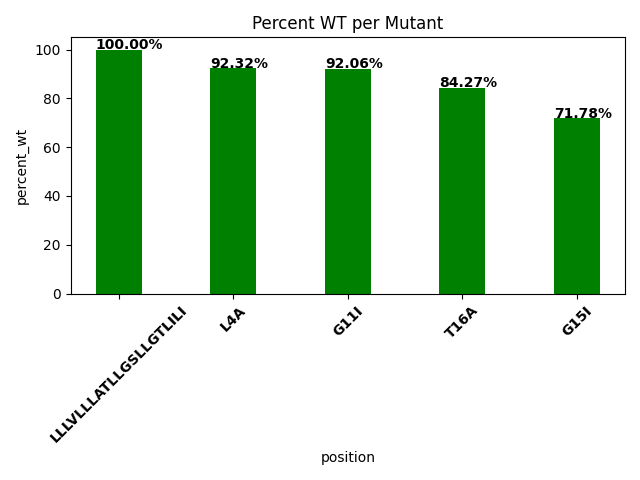 Percent WT per Mutant
percent_wt
100
80
60
40
20
0
100.00%
92.32%
92.06%
84.27%
71.78%
LLLVLLLATLLGSLLGTLILI
L4A
G11I
T16A
G15I
position